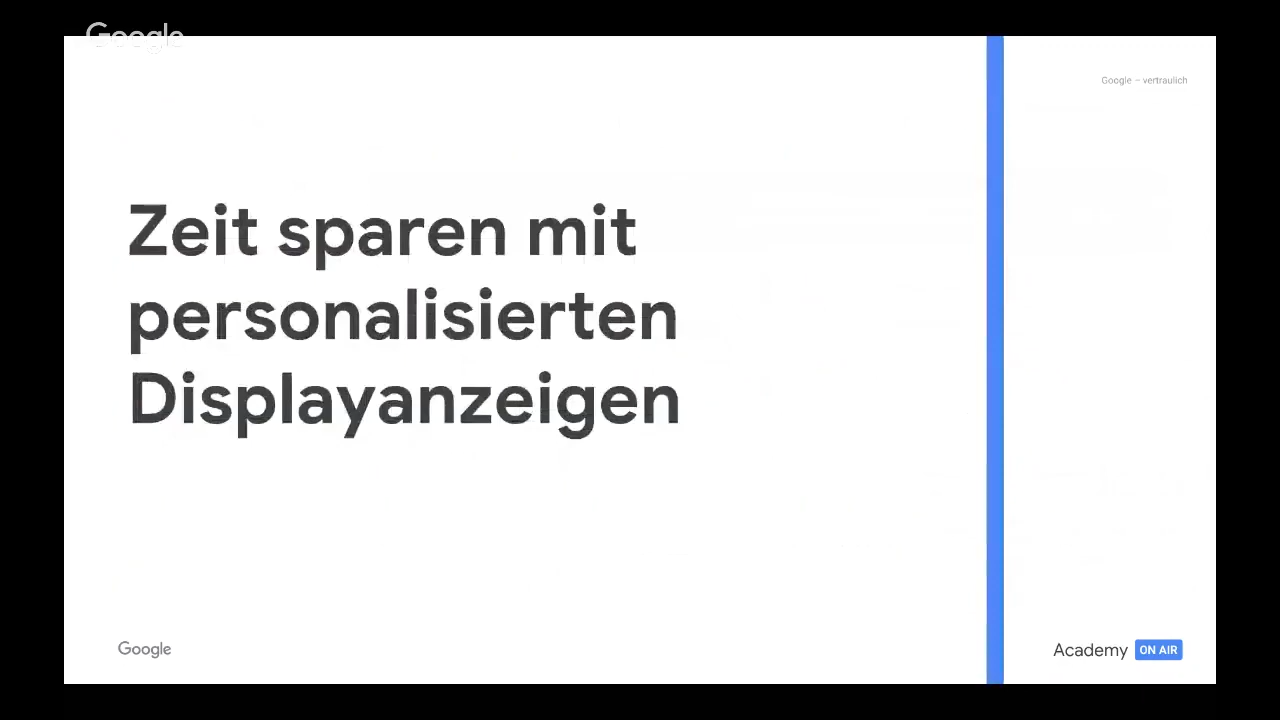 Google
Google – vertraulich
Zeit sparen mit
personalisierten
Displayanzeigen
Google
Academy ON AIR